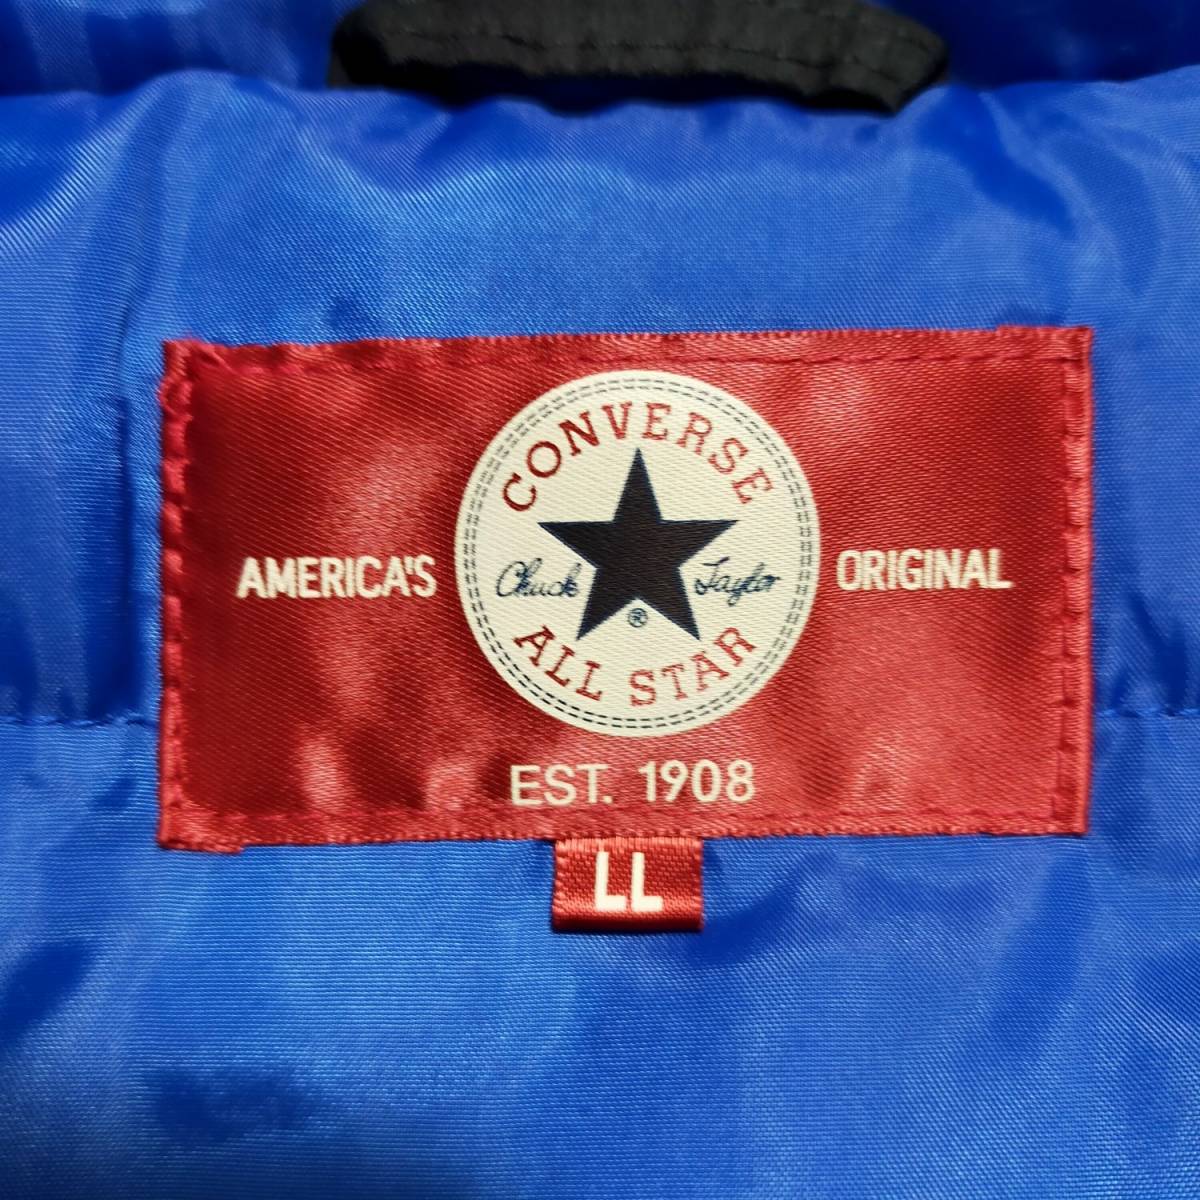 CONVERSE
AMERICA'S Chuck Taylor ORIGINAL
®
ALL STAR
EST. 1908
LL